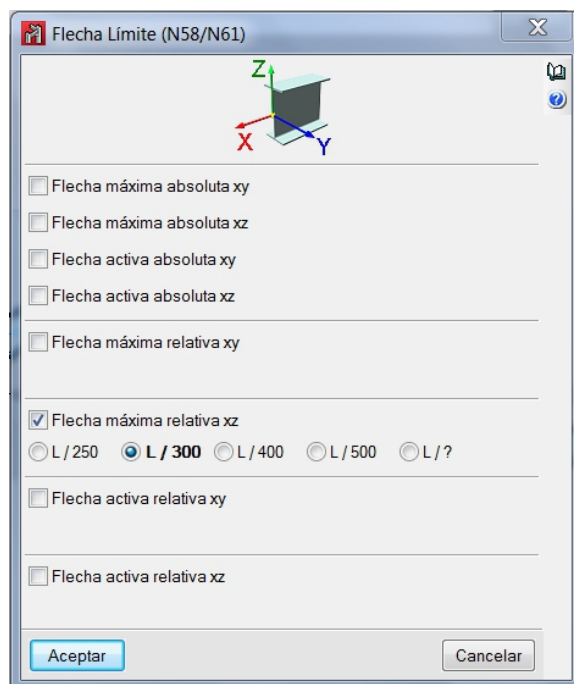 Flecha Límite (N58/N61)
Z
X
Y
Flecha máxima absoluta xy
Flecha máxima absoluta xz
Flecha activa absoluta xy
Flecha activa absoluta xz
Flecha máxima relativa xy
Flecha máxima relativa xz
L / 250 L / 300 L / 400 L / 500 L / ?
Flecha activa relativa xy
Flecha activa relativa xz
Aceptar Cancelar